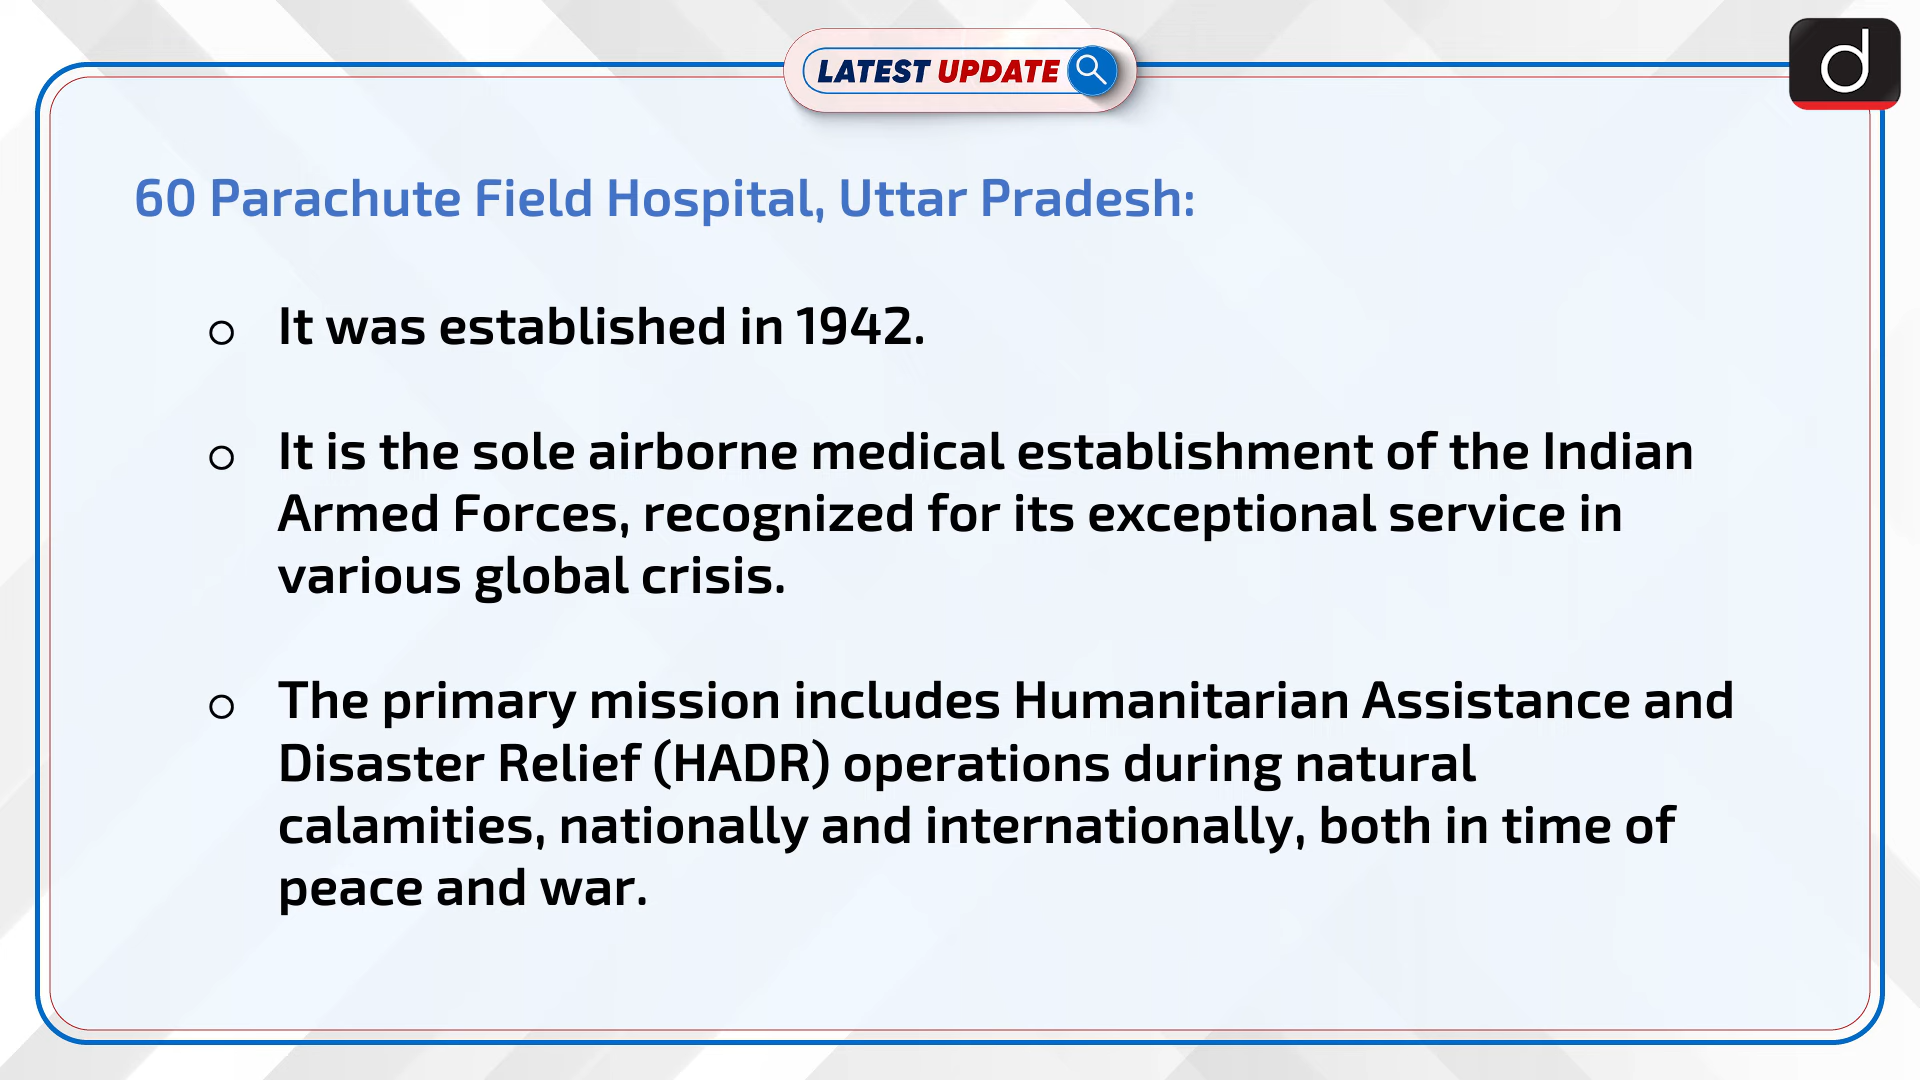 LATEST UPDATE
d
60 Parachute Field Hospital, Uttar Pradesh:
It was established in 1942.
It is the sole airborne medical establishment of the Indian
Armed Forces, recognized for its exceptional service in
various global crisis.
The primary mission includes Humanitarian Assistance and
Disaster Relief (HADR) operations during natural
calamities, nationally and internationally, both in time of
peace and war.